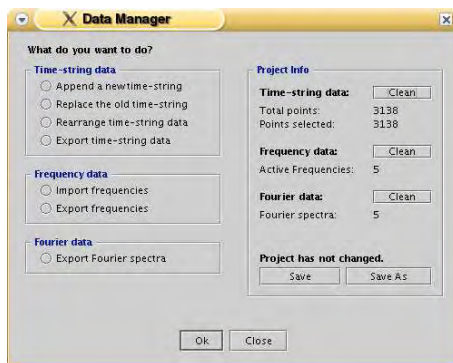 Data Manager
What do you want to do?
Time-string data
Append a new time-string
Replace the old time-string
Rearrange time-string data
Export time-string data
Frequency data
Import frequencies
Export frequencies
Fourier data
Export Fourier spectra
Project Info
Time-string data: Clean
Total points: 3138
Points selected: 3138
Frequency data: Clean
Active Frequencies: 5
Fourier data: Clean
Fourier spectra: 5
Project has not changed.
Save Save As
Ok Close